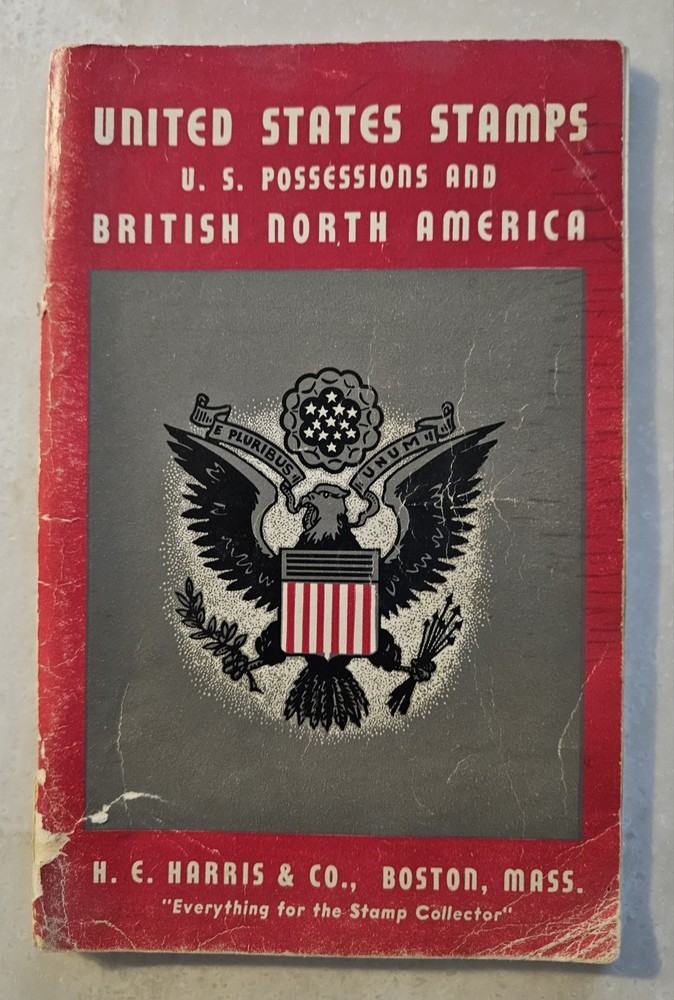 UNITED STATES STAMPS
U. S. POSSESSIONS AND
BRITISH NORTH AMERICA
E PLURIBUS UNUM
H. E. HARRIS & CO., BOSTON, MASS.
"Everything for the Stamp Collector"